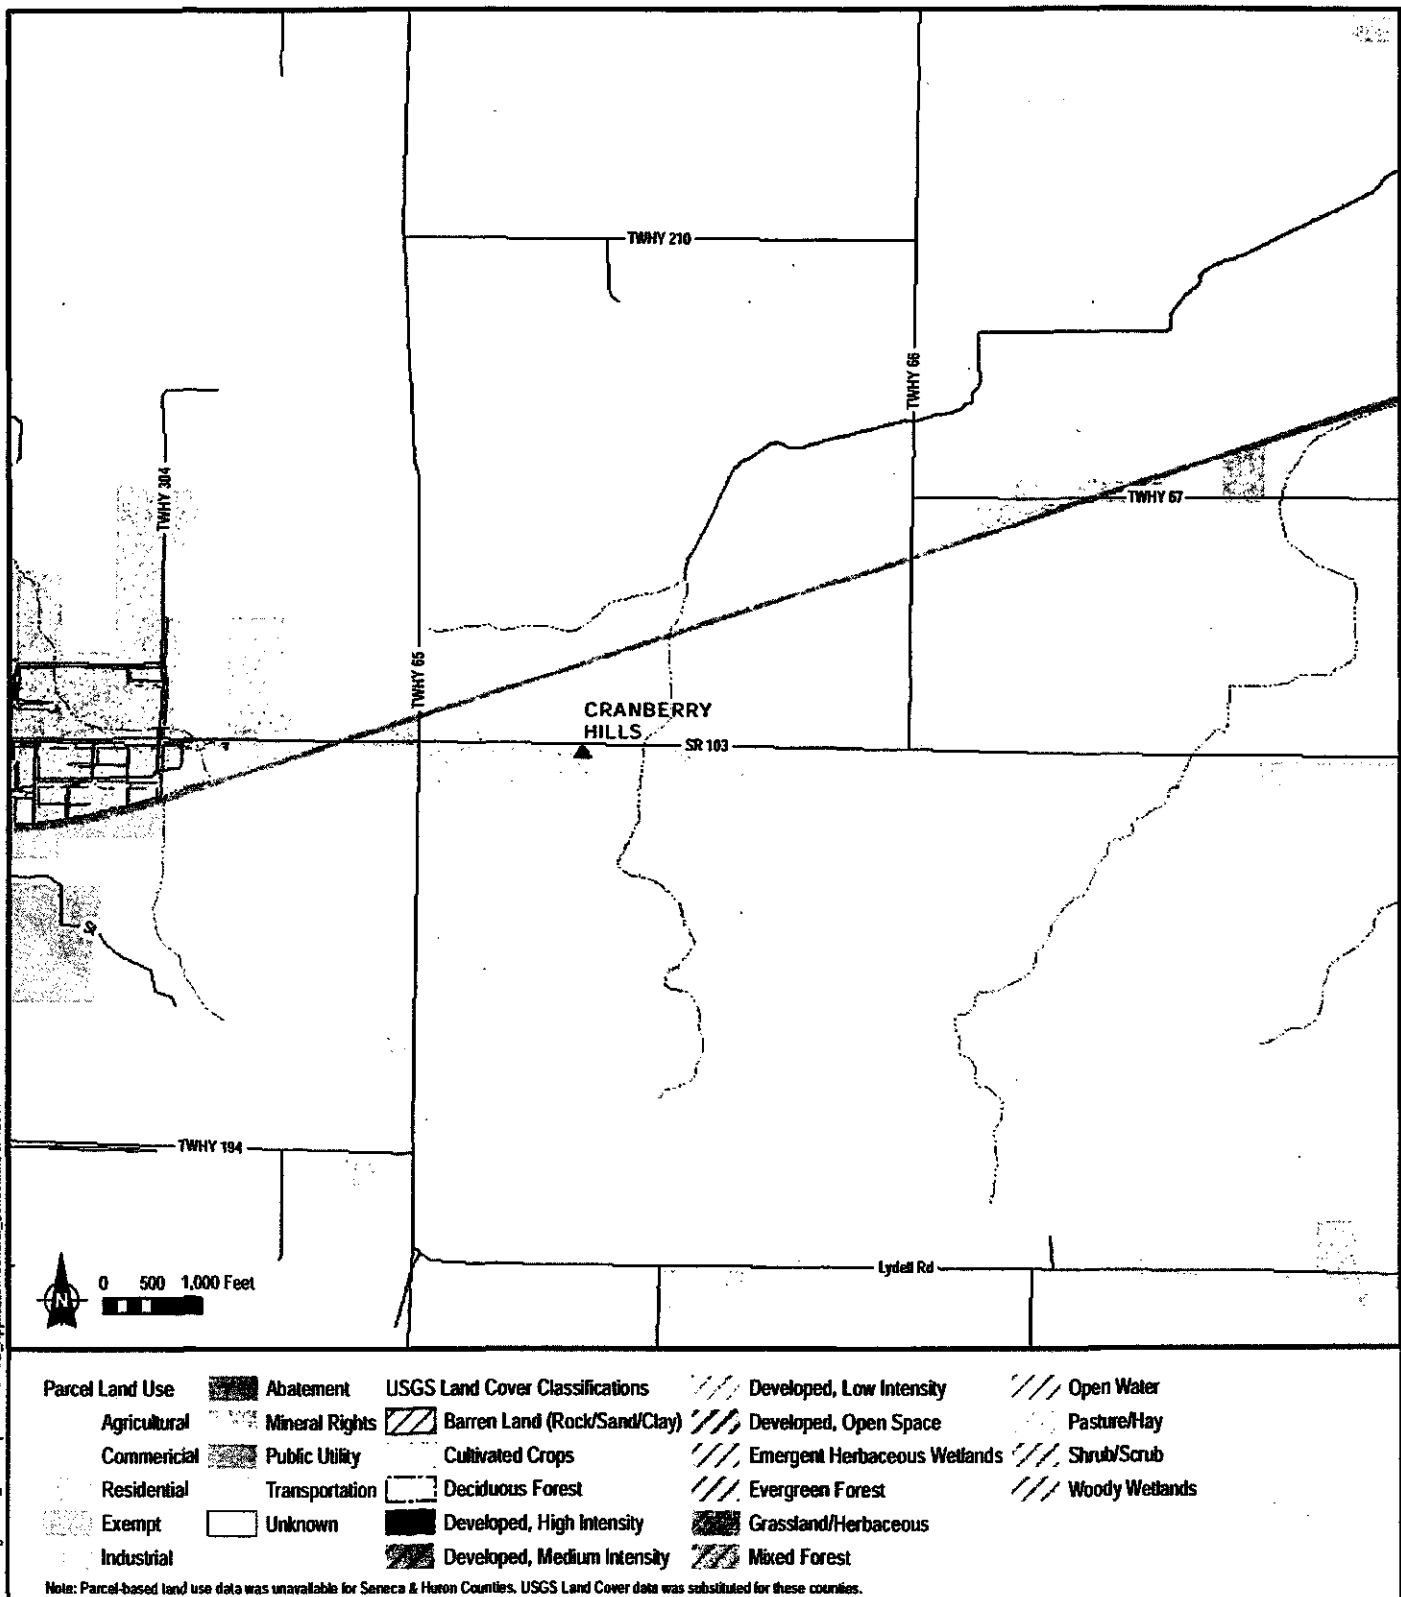 TWHY 210
TWHY 66
TWHY 304
TWHY 67
TWHY 65
CRANBERRY
HILLS
SR 103
St
TWHY 194
Lydell Rd
N
0 500 1,000 Feet
Parcel Land Use
Agricultural
Commericial
Residential
Exempt
Industrial
Abatement
Mineral Rights
Public Utility
Transportation
Unknown
USGS Land Cover Classifications
Barren Land (Rock/Sand/Clay)
Cultivated Crops
Deciduous Forest
Developed, High Intensity
Developed, Medium Intensity
Developed, Low Intensity
Developed, Open Space
Emergent Herbaceous Wetlands
Evergreen Forest
Grassland/Herbaceous
Mixed Forest
Open Water
Pasture/Hay
Shrub/Scrub
Woody Wetlands
Note: Parcel-based land use data was unavailable for Seneca & Huron Counties. USGS Land Cover data was substituted for these counties.